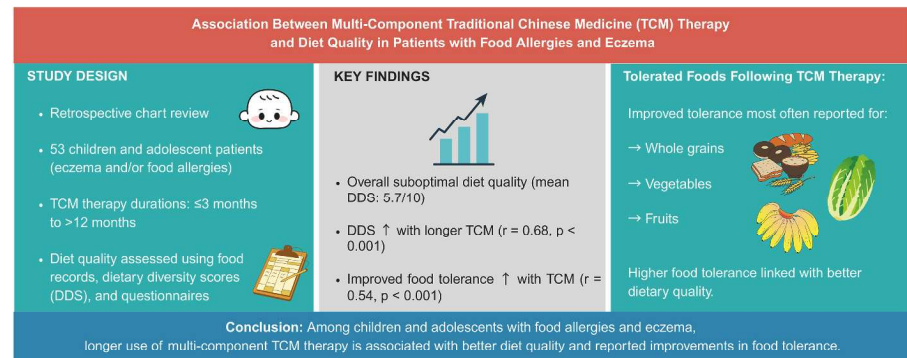 Association Between Multi-Component Traditional Chinese Medicine (TCM) Therapy
and Diet Quality in Patients with Food Allergies and Eczema
STUDY DESIGN
• Retrospective chart review
• 53 children and adolescent patients
(eczema and/or food allergies)
• TCM therapy durations: ≤3 months
to >12 months
• Diet quality assessed using food
records, dietary diversity scores
(DDS), and questionnaires
KEY FINDINGS
• Overall suboptimal diet quality (mean
DDS: 5.7/10)
• DDS ↑ with longer TCM (r = 0.68, p <
0.001)
• Improved food tolerance ↑ with TCM (r =
0.54, p < 0.001)
Tolerated Foods Following TCM Therapy:
Improved tolerance most often reported for:
→ Whole grains
→ Vegetables
→ Fruits
Higher food tolerance linked with better
dietary quality.
Conclusion: Among children and adolescents with food allergies and eczema,
longer use of multi-component TCM therapy is associated with better diet quality and reported improvements in food tolerance.